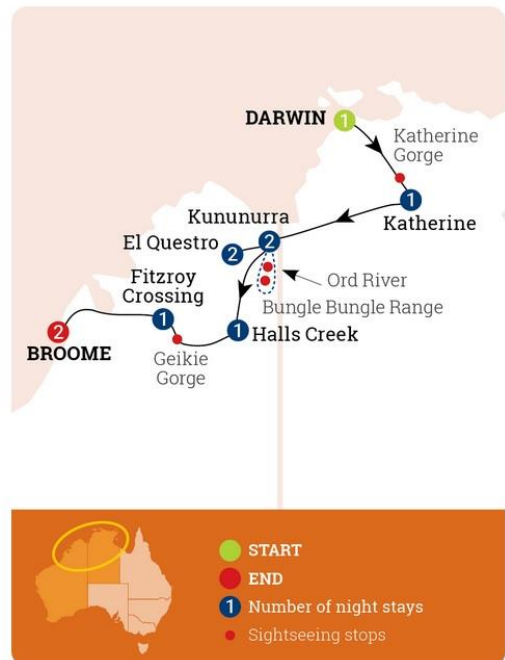 DARWIN
1
Katherine
Gorge
1
Katherine
Kununurra
2
El Questro
2
Ord River
Bungle Bungle Range
Fitzroy
Crossing
1
1
Halls Creek
Geikie
Gorge
2
BROOME
START
END
1 Number of night stays
Sightseeing stops